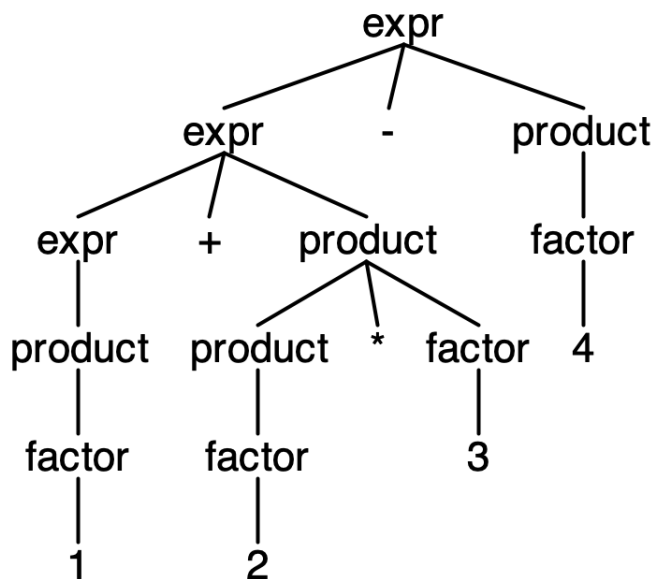 expr
expr - product
expr + product factor
product product * factor 4
factor factor 3
1 2